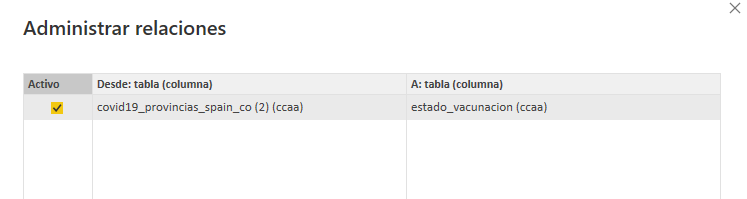 Administrar relaciones
Activo Desde: tabla (columna) A: tabla (columna)
covid19_provincias_spain_co (2) (ccaa) estado_vacunacion (ccaa)